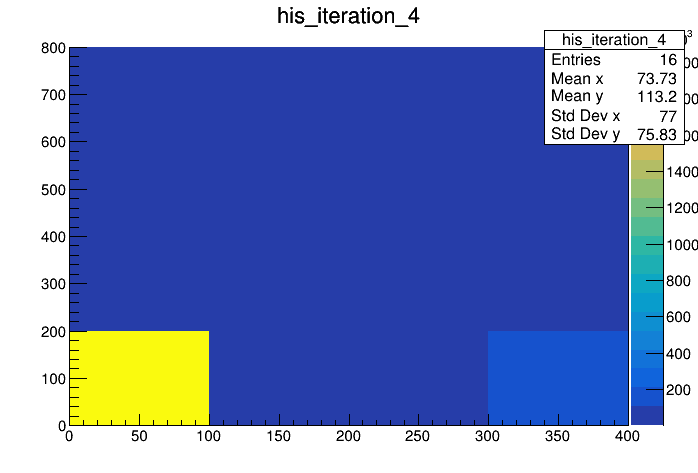 his_iteration_4
his_iteration_4
Entries 16
Mean x 73.73
Mean y 113.2
Std Dev x 77
Std Dev y 75.83
800
700
600
500
400
300
200
100
0
0 50 100 150 200 250 300 350 400
1400
1200
1000
800
600
400
200